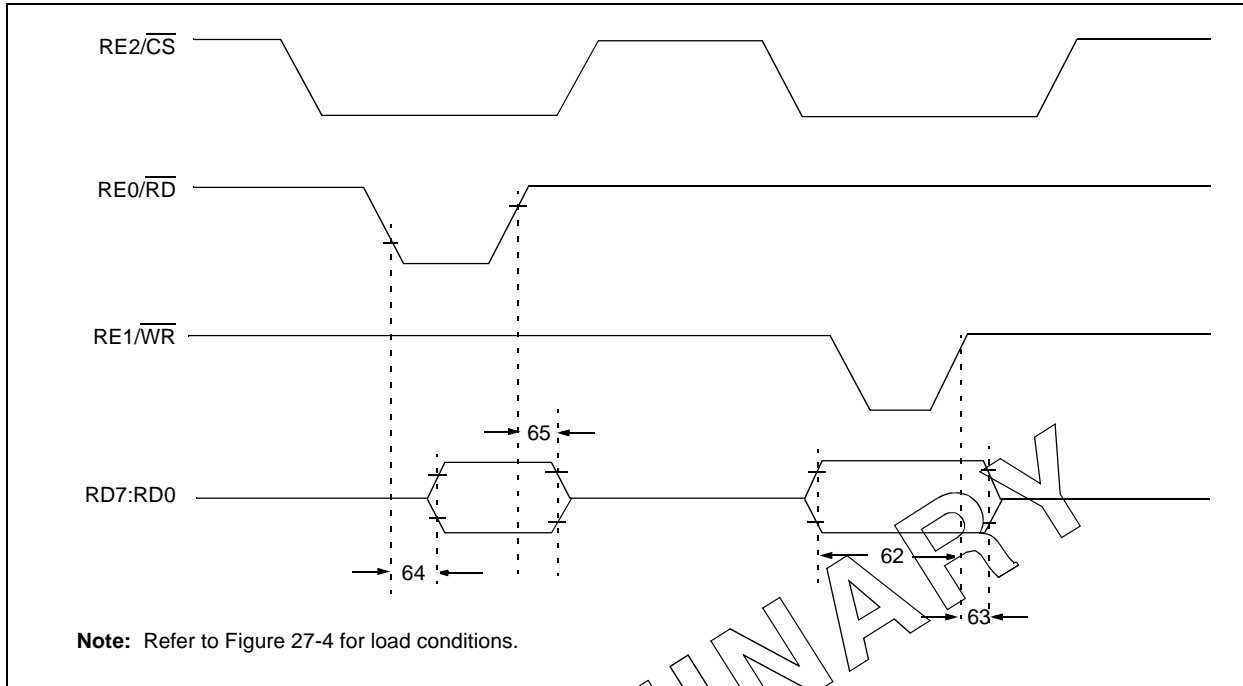 RE2/CS
RE0/RD
RE1/WR
65
RD7:RD0
62
64
63
Note: Refer to Figure 27-4 for load conditions.
INARY